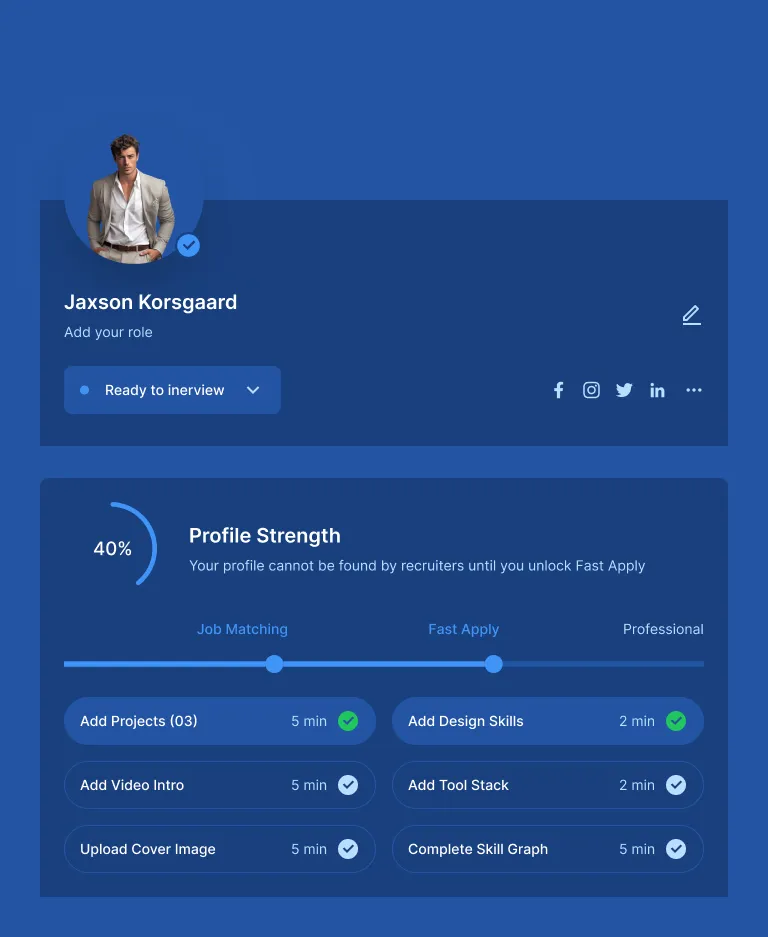 Jaxson Korsgaard
Add your role
Ready to inerview
40%
Profile Strength
Your profile cannot be found by recruiters until you unlock Fast Apply
Job Matching Fast Apply Professional
Add Projects (03) 5 min Add Design Skills 2 min
Add Video Intro 5 min Add Tool Stack 2 min
Upload Cover Image 5 min Complete Skill Graph 5 min